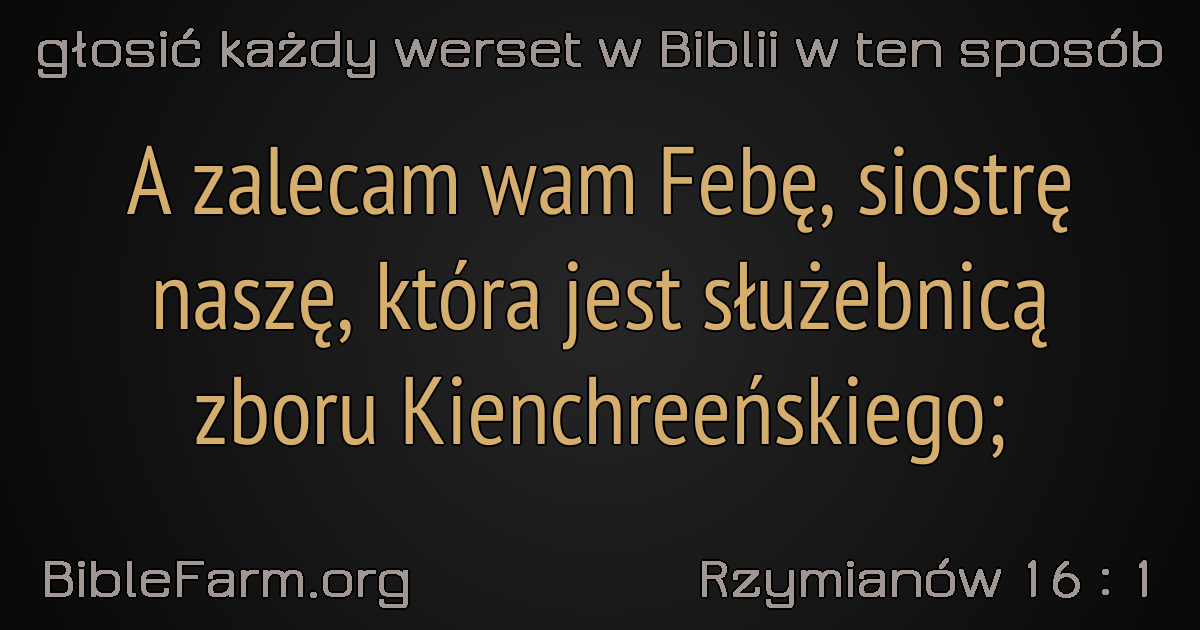 głosić każdy werset w Biblii w ten sposób
A zalecam wam Febę, siostrę
naszę, która jest służebnicą
zboru Kienchreeńskiego;
BibleFarm.org
Rzymianów 16 : 1